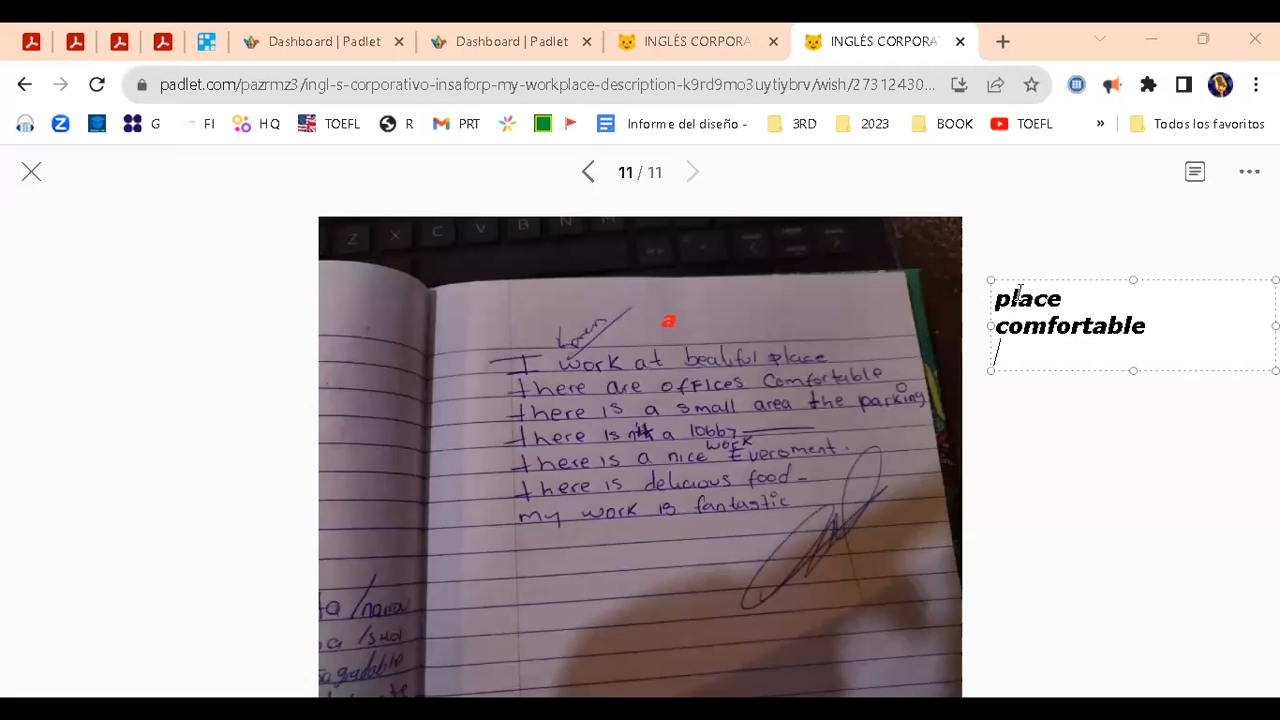 Dashboard | Padlet
Dashboard | Padlet
INGLÉS CORPORA
INGLÉS CORPORA
padlet.com/pazrmz3/ingl-s-corporativo-insaforp-my-workplace-description-k9rd9mo3uytiybrv/wish/27312430...
G FI HQ TOEFL R PRT Informe del diseño - 3RD 2023 BOOK TOEFL » Todos los favoritos
11 / 11
Z X C V B N M
place
comfortable
a
I work at beatiful place
there are offices Comfortable
there is a small area the parking
there is a lobby
work
there is a nice Everoment.
there is delicious food-
my work is fantastic
ta /nana